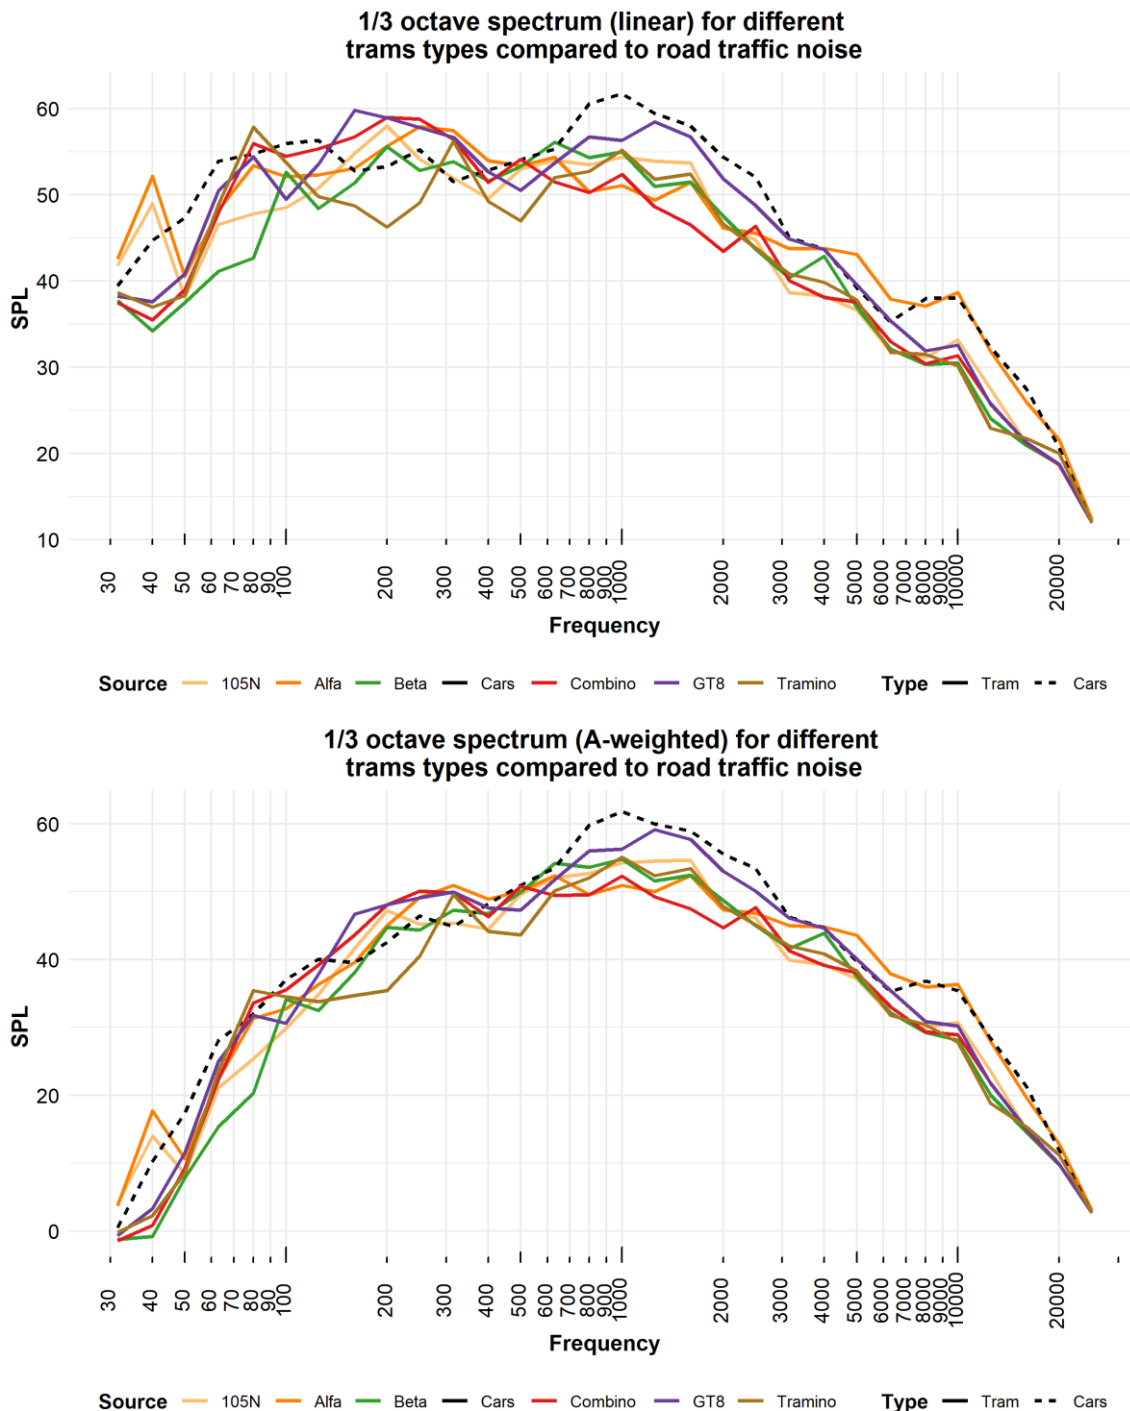 1/3 octave spectrum (linear) for different
trams types compared to road traffic noise
60
50
40
30
20
10
SPL
30 40 50 60 70 80 90 100 200 300 400 500 600 700 800 900 1000 2000 3000 4000 5000 6000 7000 8000 9000 10000 20000
Frequency
Source 105N Alfa Beta Cars Combino GT8 Tramino Type Tram Cars
1/3 octave spectrum (A-weighted) for different
trams types compared to road traffic noise
60
40
20
0
SPL
30 40 50 60 70 80 90 100 200 300 400 500 600 700 800 900 1000 2000 3000 4000 5000 6000 7000 8000 9000 10000 20000
Frequency
Source 105N Alfa Beta Cars Combino GT8 Tramino Type Tram Cars